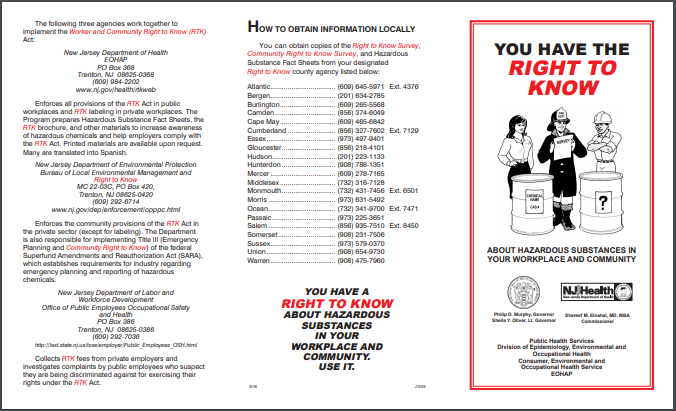 The following three agencies work together to
implement the Worker and Community Right to Know (RTK)
Act:
New Jersey Department of Health
EOHAP
PO Box 368
Trenton, NJ 08625-0368
(609) 984-2202
www.nj.gov/health/rtkweb
Enforces all provisions of the RTK Act in public
workplaces and RTK labeling in private workplaces. The
Program prepares Hazardous Substance Fact Sheets, the
RTK brochure, and other materials to increase awareness
of hazardous chemicals and help employers comply with
the RTK Act. Printed materials are available upon request.
Many are translated into Spanish.
New Jersey Department of Environmental Protection
Bureau of Local Environmental Management and
Right to Know
MC 22-03C, PO Box 420,
Trenton, NJ 08625-0420
(609) 292-6714
www.nj.gov/dep/enforcement/opppc.html
Enforces the community provisions of the RTK Act in
the private sector (except for labeling). The Department
is also responsible for implementing Title III (Emergency
Planning and Community Right to Know) of the federal
Superfund Amendments and Reauthorization Act (SARA),
which establishes requirements for industry regarding
emergency planning and reporting of hazardous
chemicals.
New Jersey Department of Labor and
Workforce Development
Office of Public Employees Occupational Safety
and Health
PO Box 386
Trenton, NJ 08625-0386
(609) 292-7036
http://lwd.state.nj.us/lsse/employer/Public_Employees_OSH.html
Collects RTK fees from private employers and
investigates complaints by public employees who suspect
they are being discriminated against for exercising their
rights under the RTK Act.
HOW TO OBTAIN INFORMATION LOCALLY
You can obtain copies of the Right to Know Survey,
Community Right to Know Survey, and Hazardous
Substance Fact Sheets from your designated
Right to Know county agency listed below:
Atlantic................................ (609) 645-5971 Ext. 4376
Bergen................................ (201) 634-2785
Burlington............................ (609) 265-5568
Camden.............................. (856) 374-6049
Cape May........................... (609) 465-6842
Cumberland ....................... (856) 327-7602 Ext. 7129
Essex.................................. (973) 497-9401
Gloucester.......................... (856) 218-4101
Hudson............................... (201) 223-1133
Hunterdon .......................... (908) 788-1351
Mercer ................................ (609) 278-7165
Middlesex ........................... (732) 316-7128
Monmouth.......................... (732) 431-7456 Ext. 6501
Morris ................................. (973) 631-5492
Ocean................................. (732) 341-9700 Ext. 7471
Passaic............................... (973) 225-3651
Salem ................................. (856) 935-7510 Ext. 8450
Somerset............................ (908) 231-7506
Sussex................................ (973) 579-0370
Union .................................. (908) 654-9730
Warren................................ (908) 475-7960
YOU HAVE A
RIGHT TO KNOW
ABOUT HAZARDOUS
SUBSTANCES
IN YOUR
WORKPLACE AND
COMMUNITY.
USE IT.
YOU HAVE THE
RIGHT TO
KNOW
SURVEY
CHEMICAL
NAME
CAS#
?
ABOUT HAZARDOUS SUBSTANCES IN
YOUR WORKPLACE AND COMMUNITY
NJ Health
New Jersey Department of Health
Philip D. Murphy, Governor
Sheila Y. Oliver, Lt. Governor
Shereef M. Elnahal, MD, MBA
Commissioner
Public Health Services
Division of Epidemiology, Environmental and
Occupational Health
Consumer, Environmental and
Occupational Health Service
EOHAP